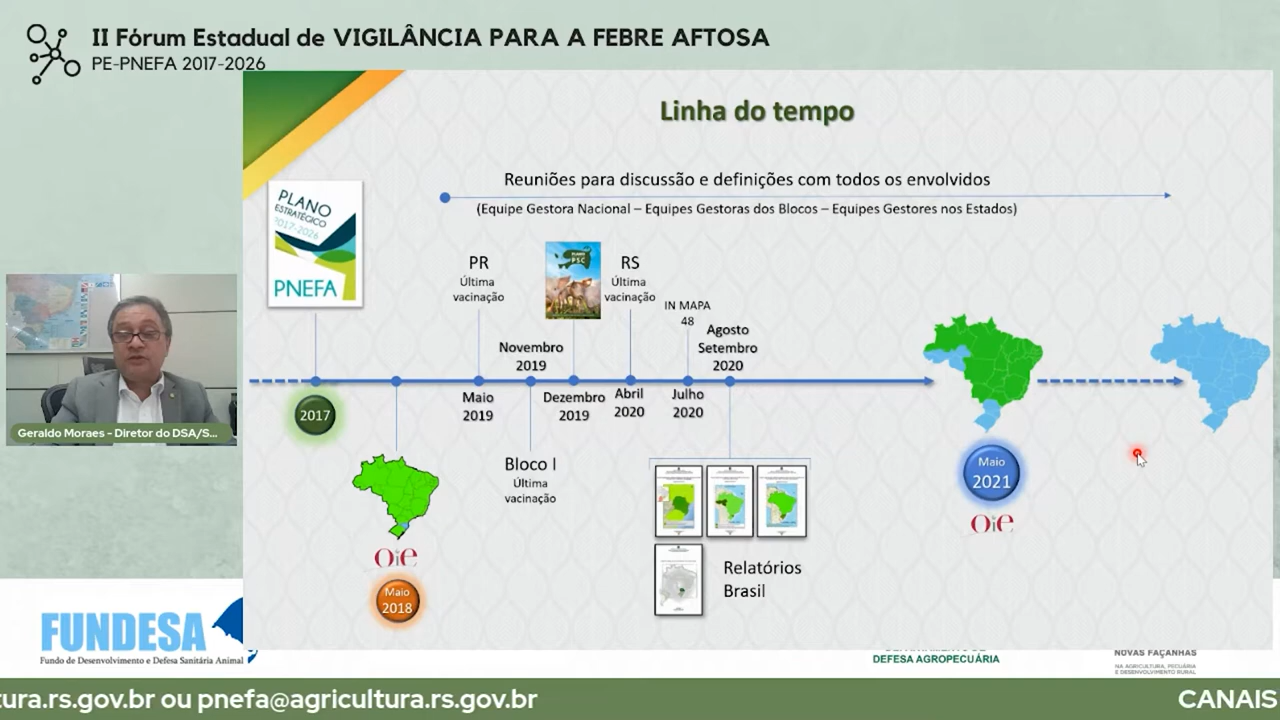 II Fórum Estadual de VIGILÂNCIA PARA A FEBRE AFTOSA
PE-PNEFA 2017-2026
Linha do tempo
Reuniões para discussão e definições com todos os envolvidos
(Equipe Gestora Nacional – Equipes Gestoras dos Blocos – Equipes Gestores nos Estados)
PLANO
ESTRATÉGICO
2017-2026
PNEFA
PR
Última
vacinação
PLANO
PSC
RS
Última
vacinação
IN MAPA
48
Agosto
Setembro
2020
Novembro
2019
2017
Maio
2019
Dezembro
2019
Abril
2020
Julho
2020
Bloco I
Última
vacinação
OiE
Maio
2018
Relatórios
Brasil
Maio
2021
OiE
Geraldo Moraes - Diretor do DSA/S...
FUNDESA
Fundo de Desenvolvimento e Defesa Sanitária Animal
DEFESA AGROPECUÁRIA
NOVAS FAÇANHAS
NA AGRICULTURA, PECUÁRIA
E DESENVOLVIMENTO RURAL
tura.rs.gov.br ou pnefa@agricultura.rs.gov.br
CANAIS